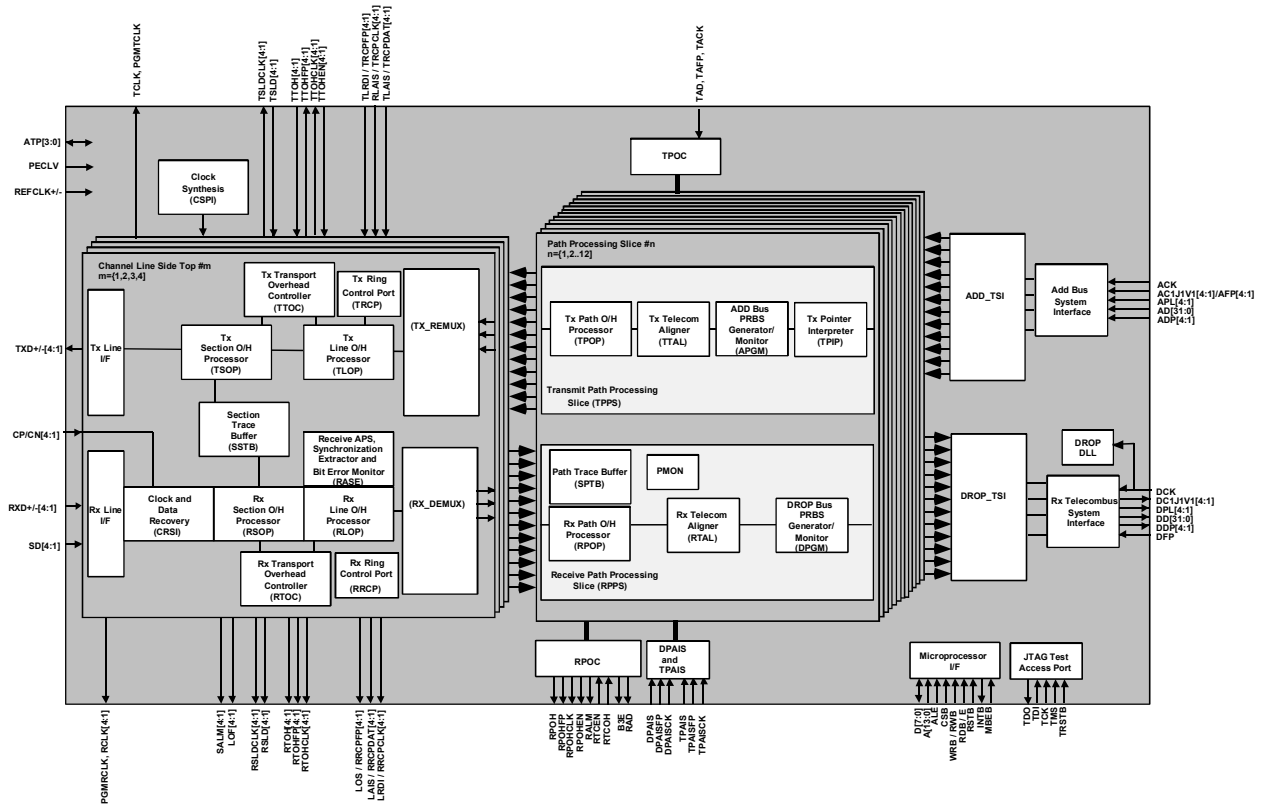 TCLK, PGMTCLK
TSLDCLK[4:1]
TSLD[4:1]
TTOH[4:1]
TTOHFP[4:1]
TTOHCLK[4:1]
TTOHEN[4:1]
TLRDI / TRCPFP[4:1]
RLAIS / TRCPCLK[4:1]
TLAIS / TRCPDAT[4:1]
TAD, TAFP, TACK
ATP[3:0]
PECLV
REFCLK+/-
Clock
Synthesis
(CSPI)
TPOC
Channel Line Side Top #m
m={1,2,3,4}
Tx Transport
Overhead
Controller
(TTOC)
Tx Ring
Control Port
(TRCP)
(TX_REMUX)
Tx Line
I/F
Tx
Section O/H
Processor
(TSOP)
Tx
Line O/H
Processor
(TLOP)
TXD+/-[4:1]
Section
Trace
Buffer
(SSTB)
CP/CN[4:1]
Receive APS,
Synchronization
Extractor and
Bit Error Monitor
(RASE)
Rx Line
I/F
Clock and
Data
Recovery
(CRSI)
Rx
Section O/H
Processor
(RSOP)
Rx
Line O/H
Processor
(RLOP)
(RX_DEMUX)
RXD+/-[4:1]
SD[4:1]
Rx Transport
Overhead
Controller
(RTOC)
Rx Ring
Control Port
(RRCP)
Path Processing Slice #n
n=[1,2..12]
Tx Path O/H
Processor
(TPOP)
Tx Telecom
Aligner
(TTAL)
ADD Bus
PRBS
Generator/
Monitor
(APGM)
Tx Pointer
Interpreter
(TPIP)
Transmit Path Processing
Slice (TPPS)
Path Trace Buffer
(SPTB)
PMON
Rx Path O/H
Processor
(RPOP)
Rx Telecom
Aligner
(RTAL)
DROP Bus
PRBS
Generator/
Monitor
(DPGM)
Receive Path Processing
Slice (RPPS)
ADD_TSI
Add Bus
System
Interface
ACK
AC1J1V1[4:1]/AFP[4:1]
APL[4:1]
AD[31:0]
ADP[4:1]
DROP_TSI
DROP
DLL
Rx Telecombus
System
Interface
DCK
DC1J1V1[4:1]
DPL[4:1]
DD[31:0]
DDP[4:1]
DFP
RPOC
DPAIS
and
TPAIS
Microprocessor
I/F
JTAG Test
Access Port
PGMRCLK, RCLK[4:1]
SALM[4:1]
LOF[4:1]
RSLDCLK[4:1]
RSLD[4:1]
RTOH[4:1]
RTOHFP[4:1]
RTOHCLK[4:1]
LOS / RRCPFP[4:1]
LAIS / RRCPDAT[4:1]
LRDI / RRCPCLK[4:1]
RPOH
RPOHFP
RPOHCLK
RPOHEN
RALM
RTCEN
RTCOH
B3E
RAD
DPAIS
DPAISFP
DPAISCK
TPAIS
TPAISFP
TPAISCK
D[7:0]
A[13:0]
ALE
CSB
WRB / RWB
RDB / E
RSTB
INTB
MBEB
TDO
TDI
TCK
TMS
TRSTB